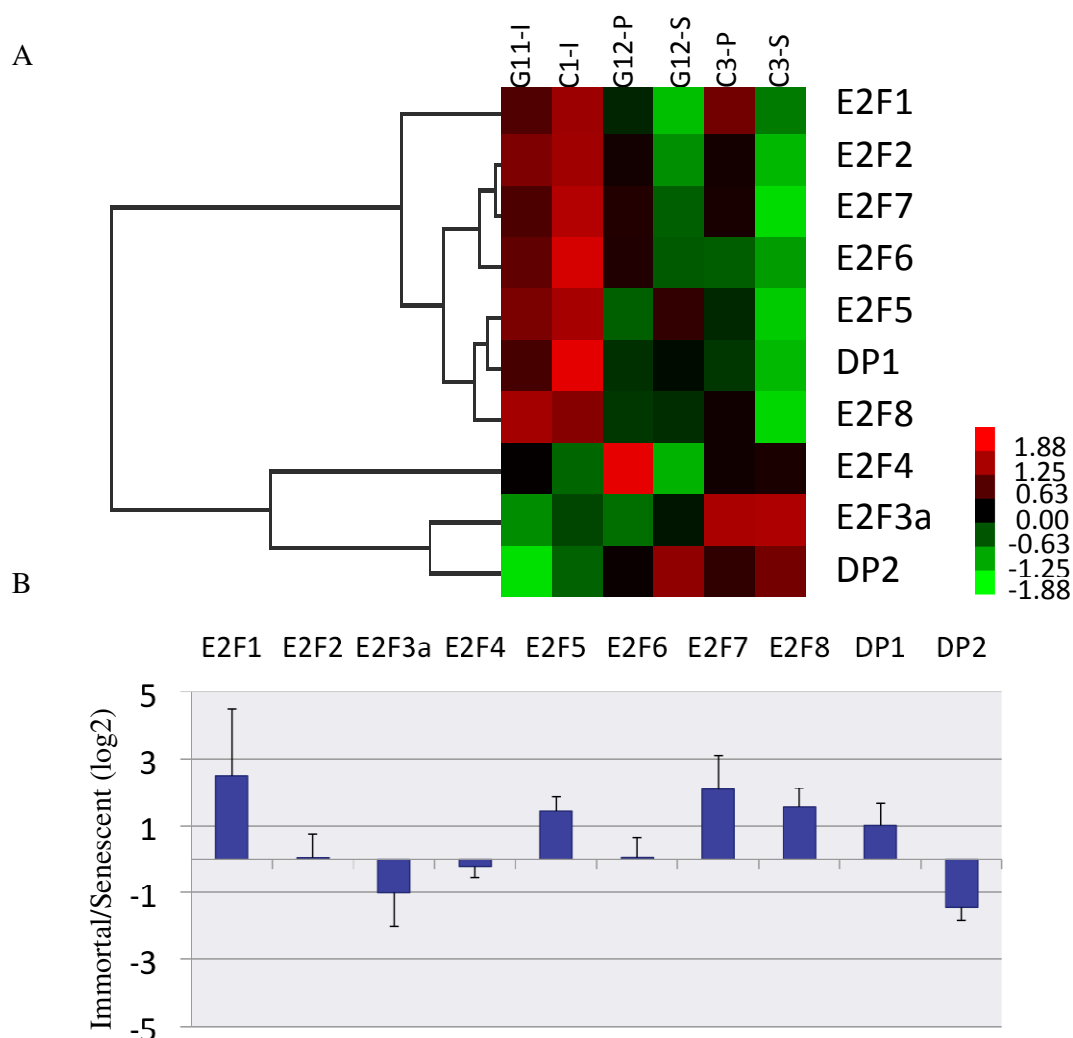 A
G11-I
C1-I
G12-P
G12-S
C3-P
C3-S
E2F1
E2F2
E2F7
E2F6
E2F5
DP1
E2F8
E2F4
E2F3a
DP2
1.88
1.25
0.63
0.00
-0.63
-1.25
-1.88
B
E2F1 E2F2 E2F3a E2F4 E2F5 E2F6 E2F7 E2F8 DP1 DP2
Immortal/Senescent (log2)
5
3
1
-1
-3
-5